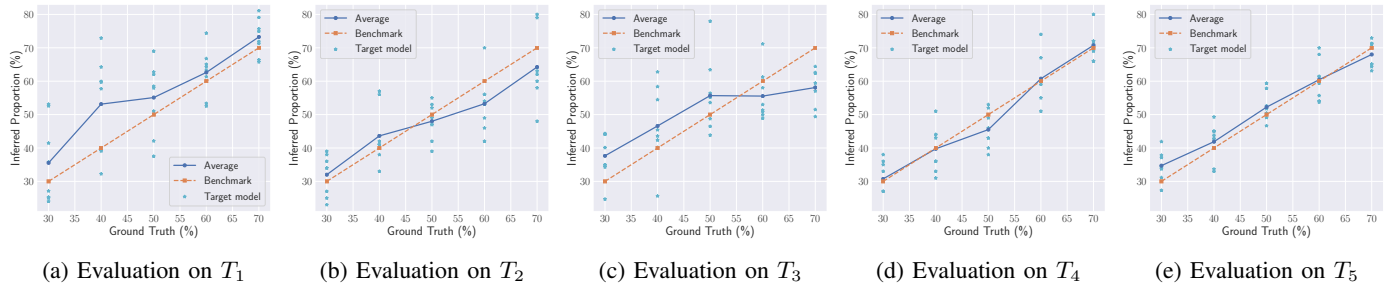 80
70
60
50
40
30
Inferred Proportion (%)
30 35 40 45 50 55 60 65 70
Ground Truth (%)
Average
Benchmark
Target model
(a) Evaluation on T1
80
70
60
50
40
30
Inferred Proportion (%)
30 35 40 45 50 55 60 65 70
Ground Truth (%)
Average
Benchmark
Target model
(b) Evaluation on T2
80
70
60
50
40
30
Inferred Proportion (%)
30 35 40 45 50 55 60 65 70
Ground Truth (%)
Average
Benchmark
Target model
(c) Evaluation on T3
80
70
60
50
40
30
Inferred Proportion (%)
30 35 40 45 50 55 60 65 70
Ground Truth (%)
Average
Benchmark
Target model
(d) Evaluation on T4
80
70
60
50
40
30
Inferred Proportion (%)
30 35 40 45 50 55 60 65 70
Ground Truth (%)
Average
Benchmark
Target model
(e) Evaluation on T5